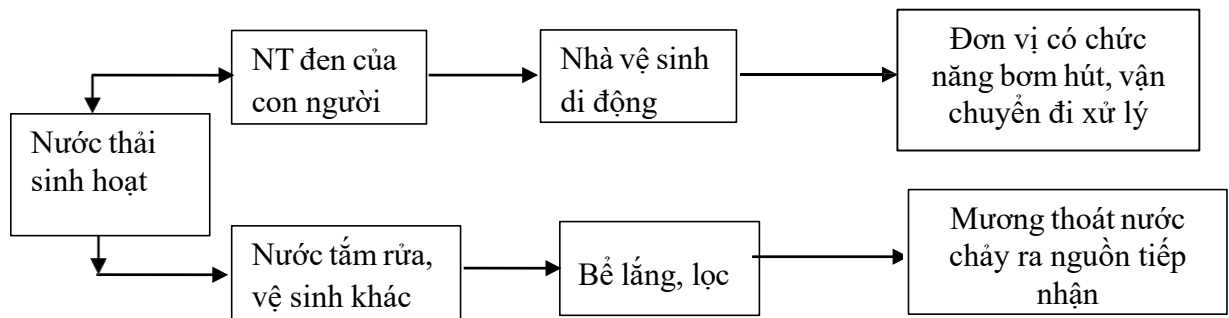 NT đen của
con người
Nhà vệ sinh
di động
Đơn vị có chức
năng bơm hút, vận
chuyển đi xử lý
Nước thải
sinh hoạt
Nước tắm rửa,
vệ sinh khác
Bể lắng, lọc
Mương thoát nước
chảy ra nguồn tiếp
nhận